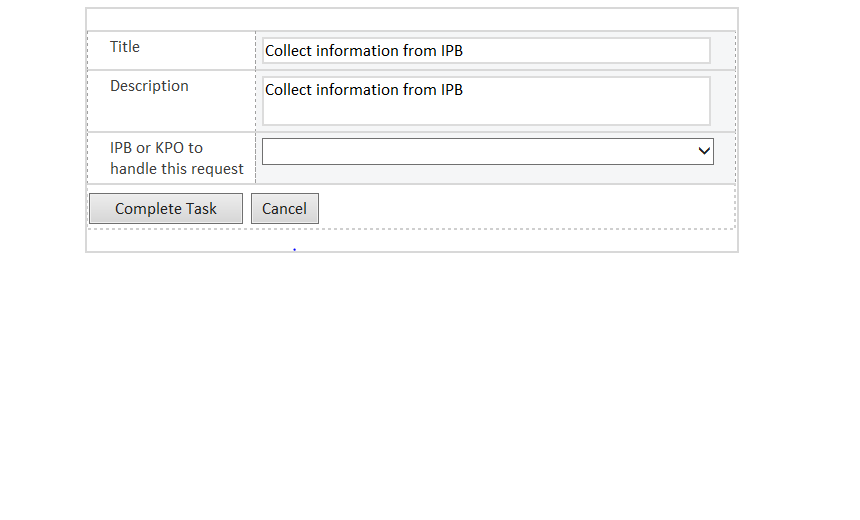 Title
Collect information from IPB
Description
Collect information from IPB
IPB or KPO to
handle this request
Complete Task
Cancel